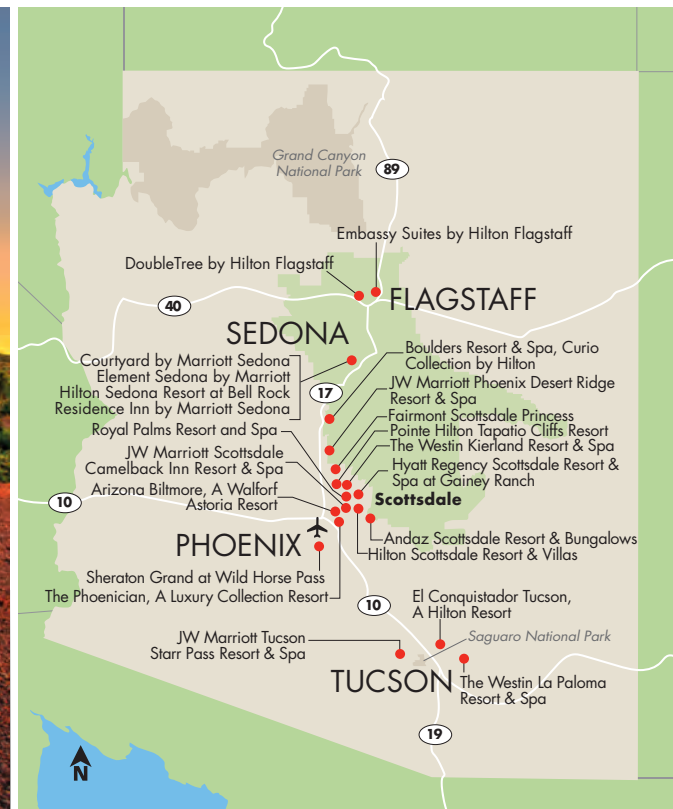 Grand Canyon
National Park
89
Embassy Suites by Hilton Flagstaff
DoubleTree by Hilton Flagstaff
FLAGSTAFF
40
SEDONA
Courtyard by Marriott Sedona
Element Sedona by Marriott
Hilton Sedona Resort at Bell Rock
Residence Inn by Marriott Sedona
17
Boulders Resort & Spa, Curio
Collection by Hilton
JW Marriott Phoenix Desert Ridge
Resort & Spa
Fairmont Scottsdale Princess
Pointe Hilton Tapatio Cliffs Resort
The Westin Kierland Resort & Spa
Hyatt Regency Scottsdale Resort &
Spa at Gainey Ranch
Royal Palms Resort and Spa
JW Marriott Scottsdale
Camelback Inn Resort & Spa
Scottsdale
10
Arizona Biltmore, A Walforf
Astoria Resort
Andaz Scottsdale Resort & Bungalows
Hilton Scottsdale Resort & Villas
PHOENIX
Sheraton Grand at Wild Horse Pass
The Phoenician, A Luxury Collection Resort
10
El Conquistador Tucson,
A Hilton Resort
JW Marriott Tucson
Starr Pass Resort & Spa
Saguaro National Park
TUCSON
The Westin La Paloma
Resort & Spa
19
N